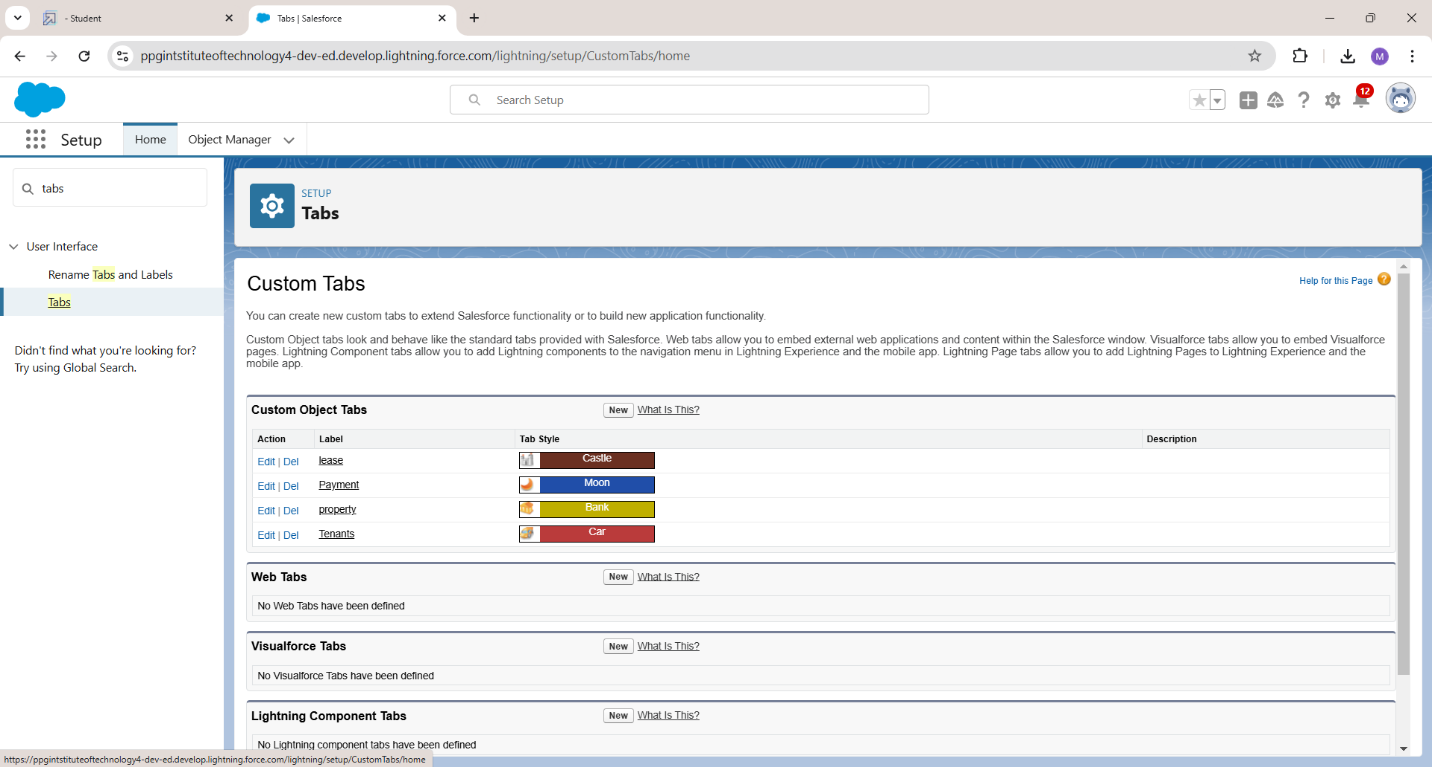 - Student
Tabs | Salesforce
ppgintstituteoftechnology4-dev-ed.develop.lightning.force.com/lightning/setup/CustomTabs/home
M
Search Setup
12
Setup
Home
Object Manager
tabs
User Interface
Rename Tabs and Labels
Tabs
Didn't find what you're looking for?
Try using Global Search.
SETUP
Tabs
Custom Tabs
Help for this Page ?
You can create new custom tabs to extend Salesforce functionality or to build new application functionality.
Custom Object tabs look and behave like the standard tabs provided with Salesforce. Web tabs allow you to embed external web applications and content within the Salesforce window. Visualforce tabs allow you to embed Visualforce
pages. Lightning Component tabs allow you to add Lightning components to the navigation menu in Lightning Experience and the mobile app. Lightning Page tabs allow you to add Lightning Pages to Lightning Experience and the
mobile app.
Custom Object Tabs New What Is This?
Action Label Tab Style Description
Edit | Del lease Castle
Edit | Del Payment Moon
Edit | Del property Bank
Edit | Del Tenants Car
Web Tabs New What Is This?
No Web Tabs have been defined
Visualforce Tabs New What Is This?
No Visualforce Tabs have been defined
Lightning Component Tabs New What Is This?
No Lightning component tabs have been defined
https://ppgintstituteoftechnology4-dev-ed.develop.lightning.force.com/lightning/setup/CustomTabs/home